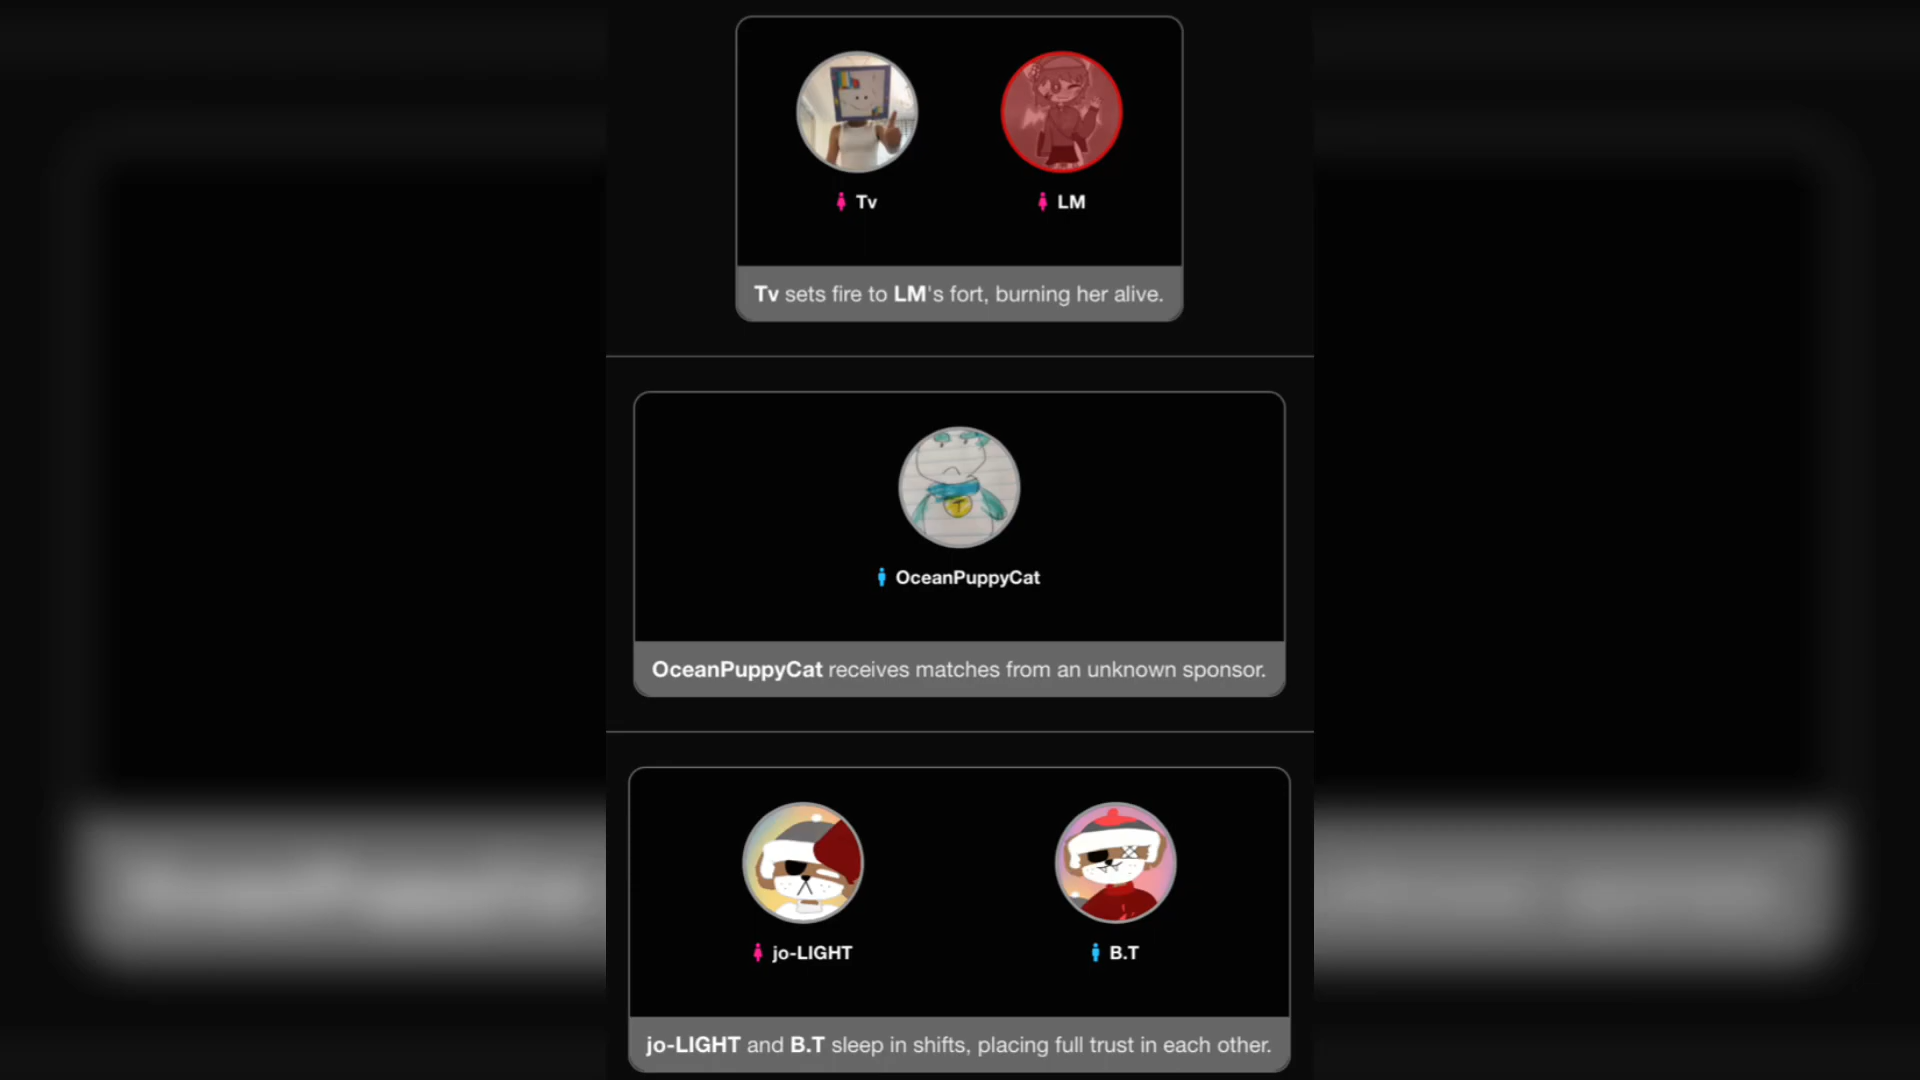 Tv
LM
Tv sets fire to LM's fort, burning her alive.
OceanPuppyCat
OceanPuppyCat receives matches from an unknown sponsor.
jo-LIGHT
B.T
jo-LIGHT and B.T sleep in shifts, placing full trust in each other.